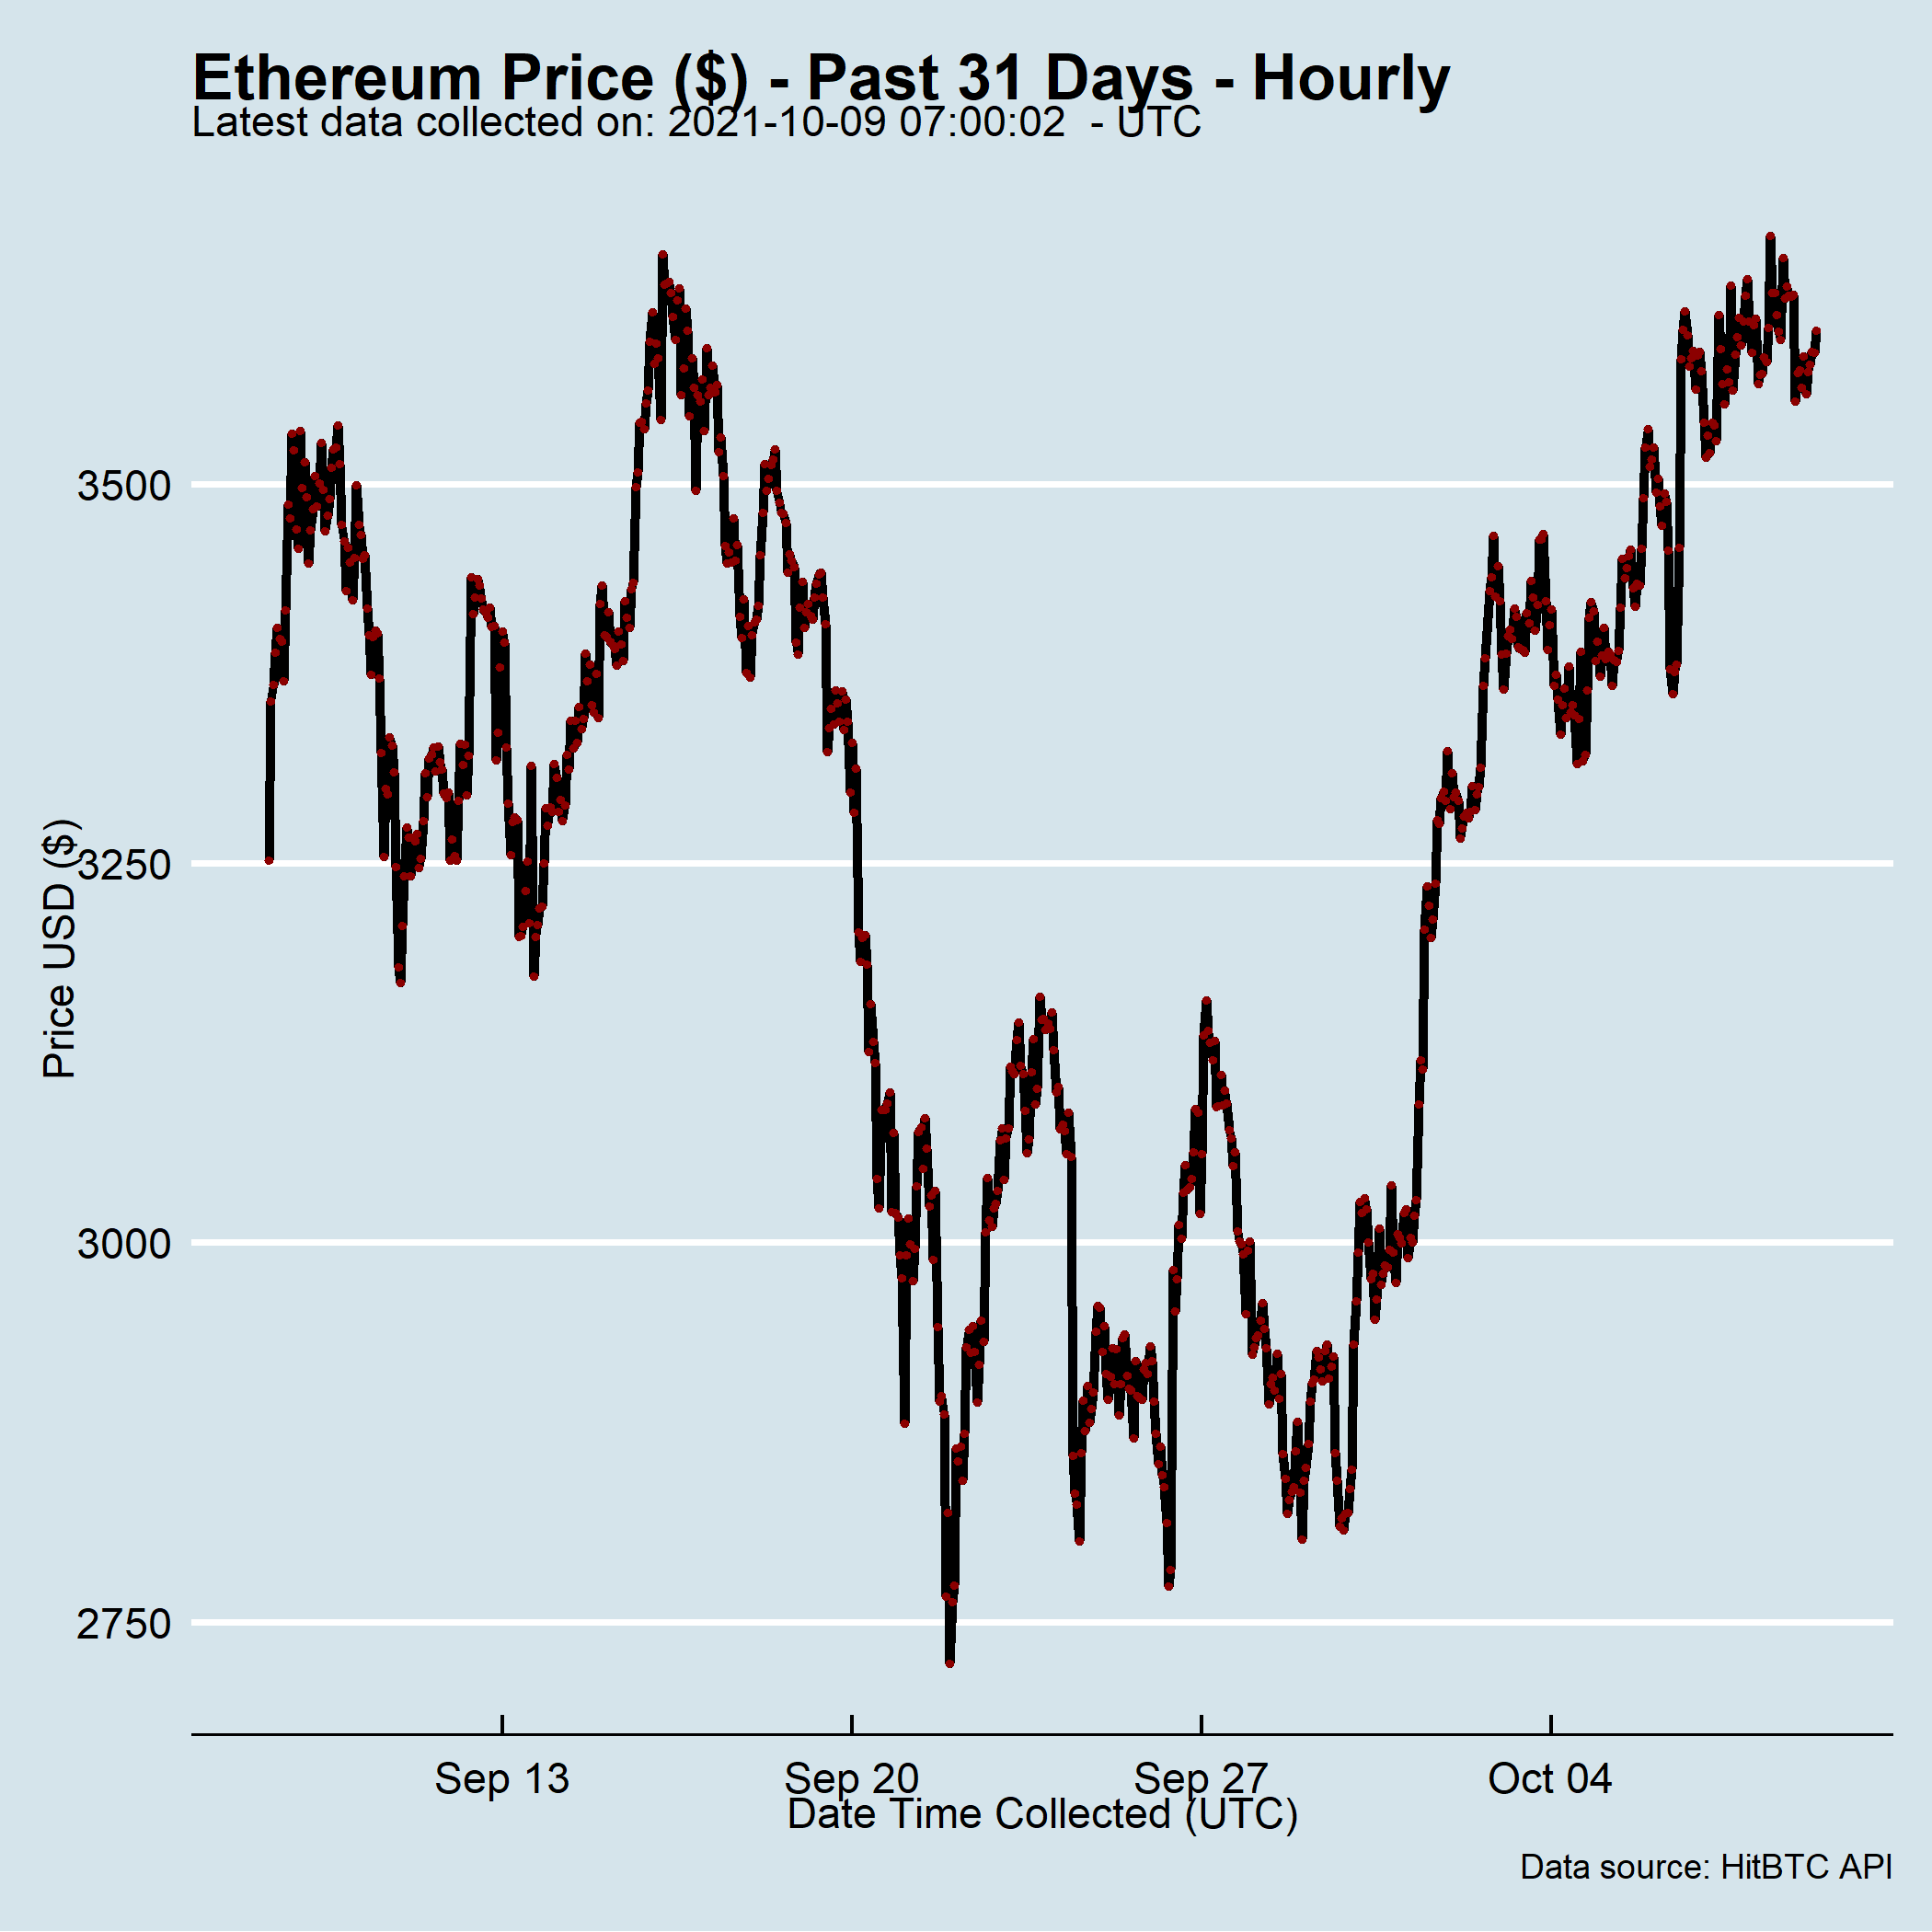 Ethereum Price ($) - Past 31 Days - Hourly
Latest data collected on: 2021-10-09 07:00:02  - UTC
Price USD ($)
3500
3250
3000
2750
Sep 13
Sep 20
Sep 27
Oct 04
Date Time Collected (UTC)
Data source: HitBTC API